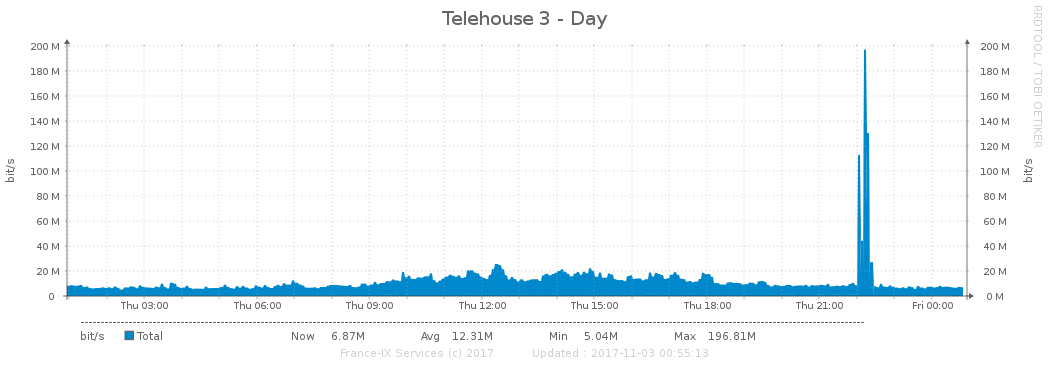 Telehouse 3 - Day
RRDTOOL / TOBI OETIKER
bit/s
200 M
180 M
160 M
140 M
120 M
100 M
80 M
60 M
40 M
20 M
0
200 M
180 M
160 M
140 M
120 M
100 M
80 M
60 M
40 M
20 M
0 M
bit/s
Thu 03:00 Thu 06:00 Thu 09:00 Thu 12:00 Thu 15:00 Thu 18:00 Thu 21:00 Fri 00:00
bit/s Total Now 6.87M Avg 12.31M Min 5.04M Max 196.81M
France-IX Services (c) 2017 Updated : 2017-11-03 00:55:13